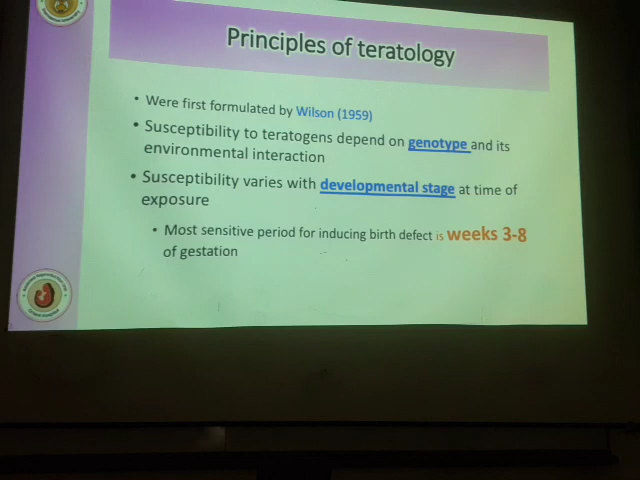 Principles of teratology
• Were first formulated by Wilson (1959)
• Susceptibility to teratogens depend on genotype and its
environmental interaction
• Susceptibility varies with developmental stage at time of
exposure
• Most sensitive period for inducing birth defect is weeks 3-8
of gestation